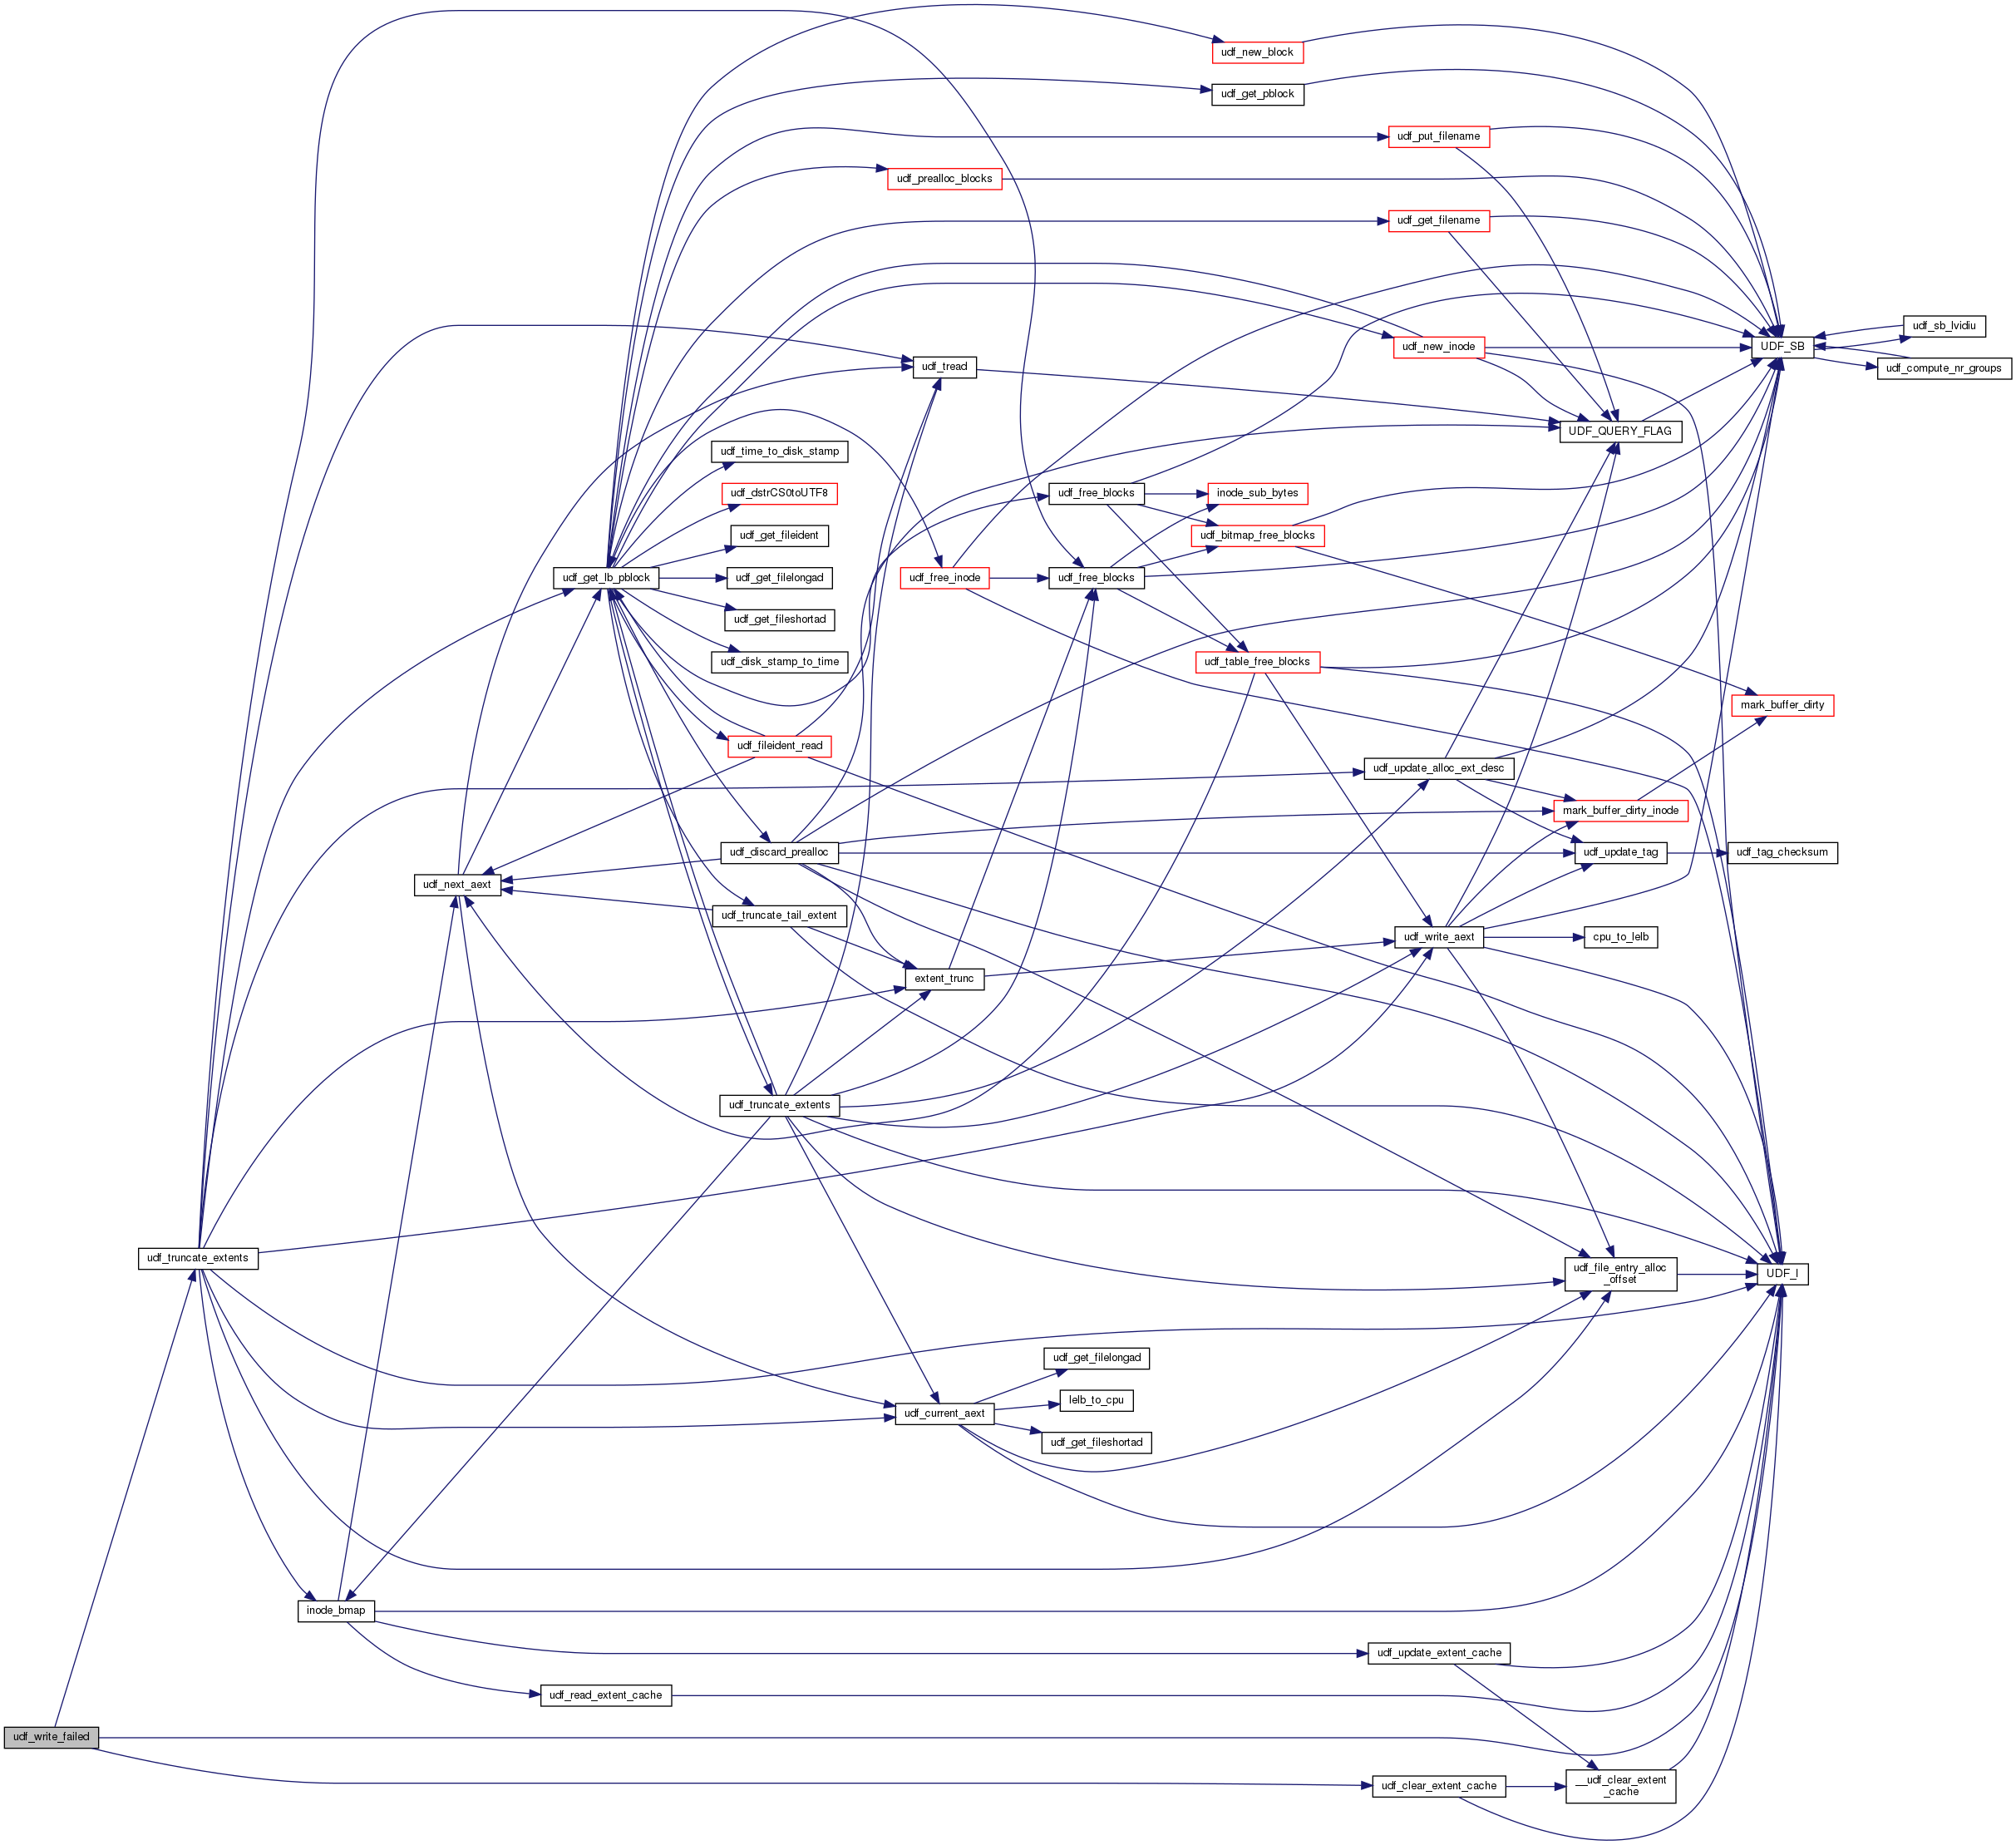 udf_new_block
udf_get_pblock
udf_put_filename
udf_prealloc_blocks
udf_get_filename
udf_sb_lvidiu
udf_new_inode
UDF_SB
udf_tread
udf_compute_nr_groups
UDF_QUERY_FLAG
udf_time_to_disk_stamp
udf_dstrCS0toUTF8
udf_free_blocks
inode_sub_bytes
udf_get_fileident
udf_bitmap_free_blocks
udf_get_lb_pblock
udf_get_filelongad
udf_free_inode
udf_free_blocks
udf_get_fileshortad
udf_disk_stamp_to_time
udf_table_free_blocks
mark_buffer_dirty
udf_fileident_read
udf_update_alloc_ext_desc
mark_buffer_dirty_inode
udf_discard_prealloc
udf_update_tag
udf_tag_checksum
udf_next_aext
udf_truncate_tail_extent
udf_write_aext
cpu_to_lelb
extent_trunc
udf_truncate_extents
udf_truncate_extents
udf_file_entry_alloc
_offset
UDF_I
udf_get_filelongad
lelb_to_cpu
udf_current_aext
udf_get_fileshortad
inode_bmap
udf_update_extent_cache
udf_read_extent_cache
udf_write_failed
udf_clear_extent_cache
__udf_clear_extent
_cache